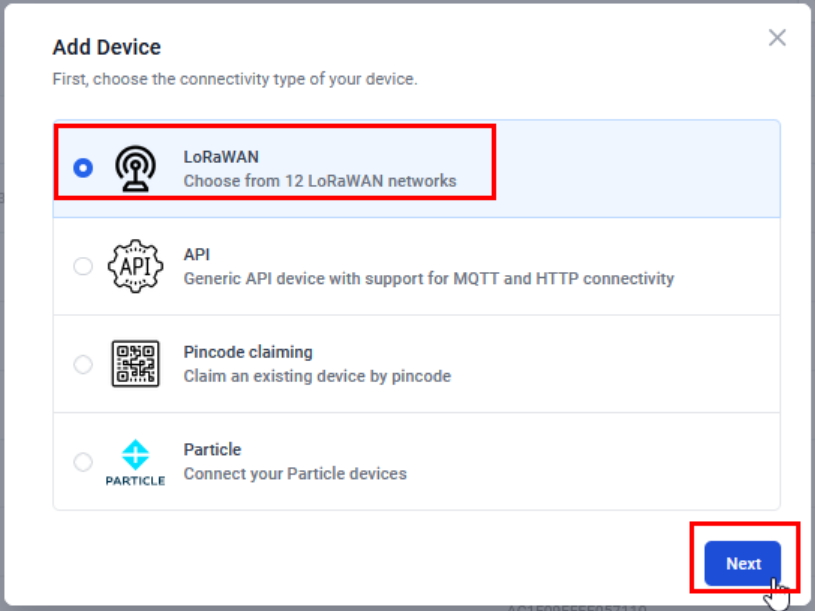 Add Device
First, choose the connectivity type of your device.
LoRaWAN
Choose from 12 LoRaWAN networks
API
API
Generic API device with support for MQTT and HTTP connectivity
Pincode claiming
Claim an existing device by pincode
PARTICLE
Particle
Connect your Particle devices
Next